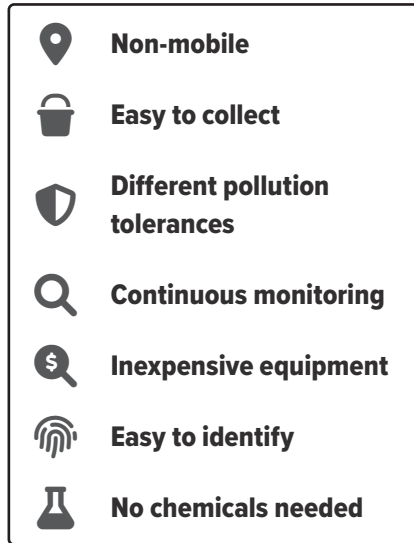 Non-mobile
Easy to collect
Different pollution
tolerances
Continuous monitoring
$
Inexpensive equipment
Easy to identify
No chemicals needed